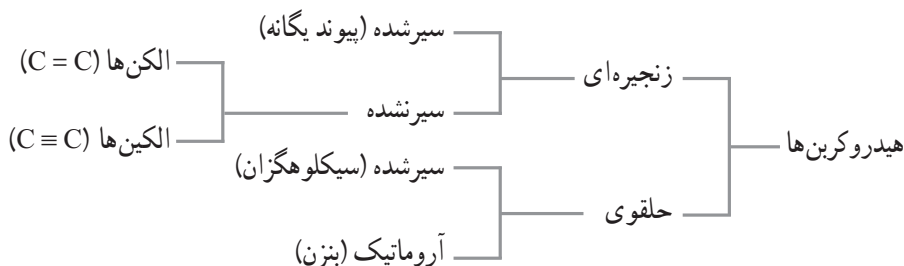 هیدروکربن‌ها
زنجیره‌ای
سیرشده (پیوند یگانه)
سیرنشده
الکن‌ها (C = C)
الکین‌ها (C ≡ C)
حلقوی
سیرشده (سیکلوهگزان)
آروماتیک (بنزن)